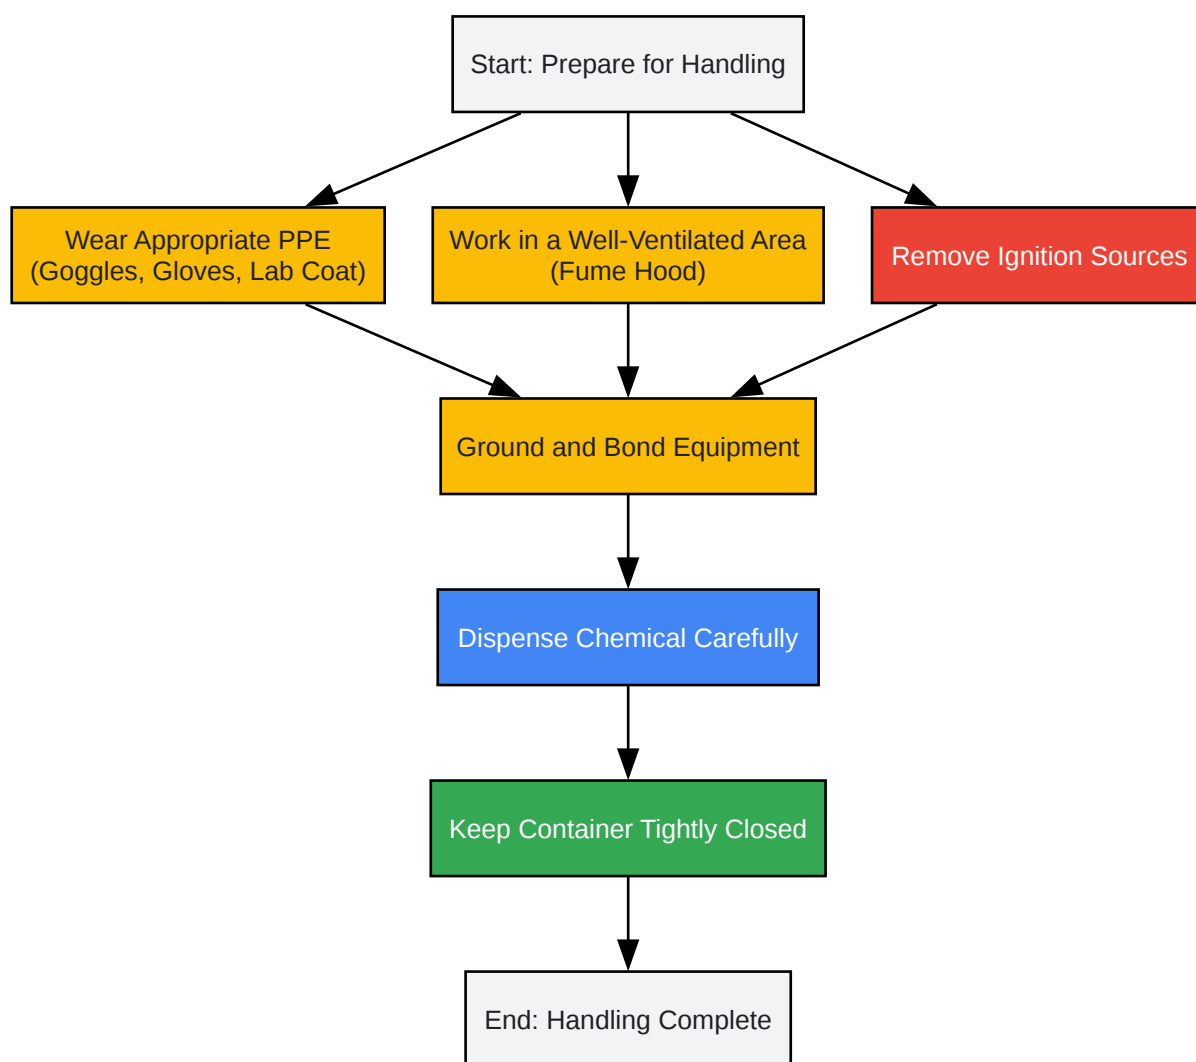 Start: Prepare for Handling
Wear Appropriate PPE
(Goggles, Gloves, Lab Coat)
Work in a Well-Ventilated Area
(Fume Hood)
Remove Ignition Sources
Ground and Bond Equipment
Dispense Chemical Carefully
Keep Container Tightly Closed
End: Handling Complete